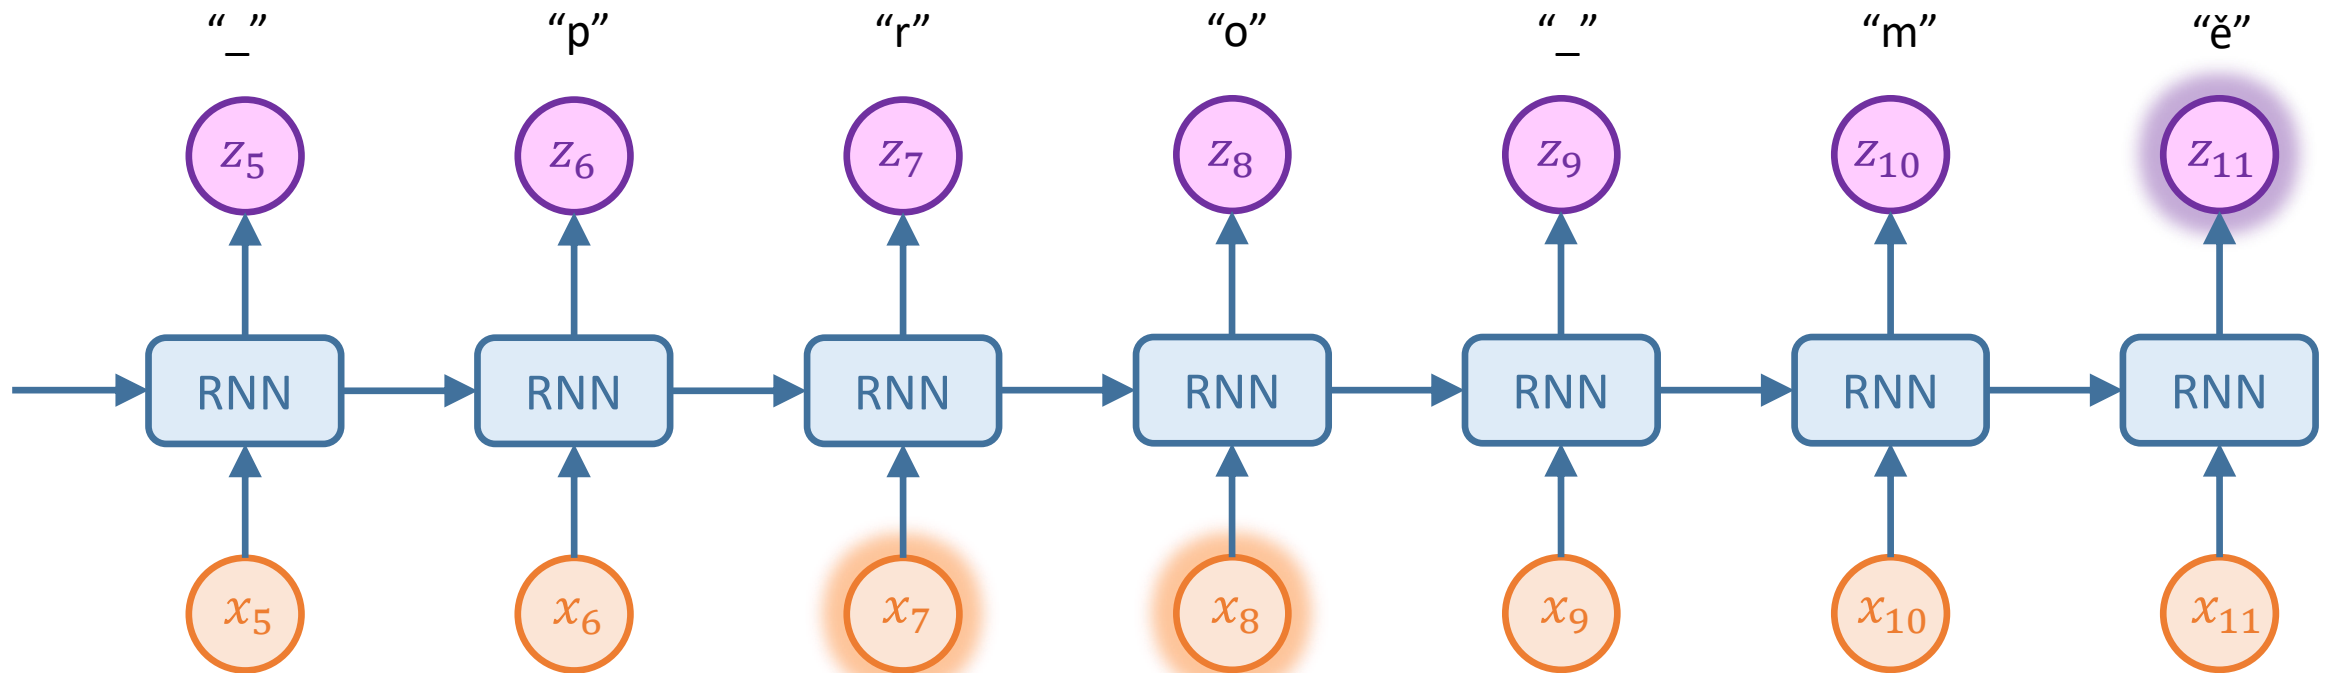 “_” “p” “r” “o” “_” “m” “ě”
z5 z6 z7 z8 z9 z10 z11
RNN RNN RNN RNN RNN RNN RNN
x5 x6 x7 x8 x9 x10 x11